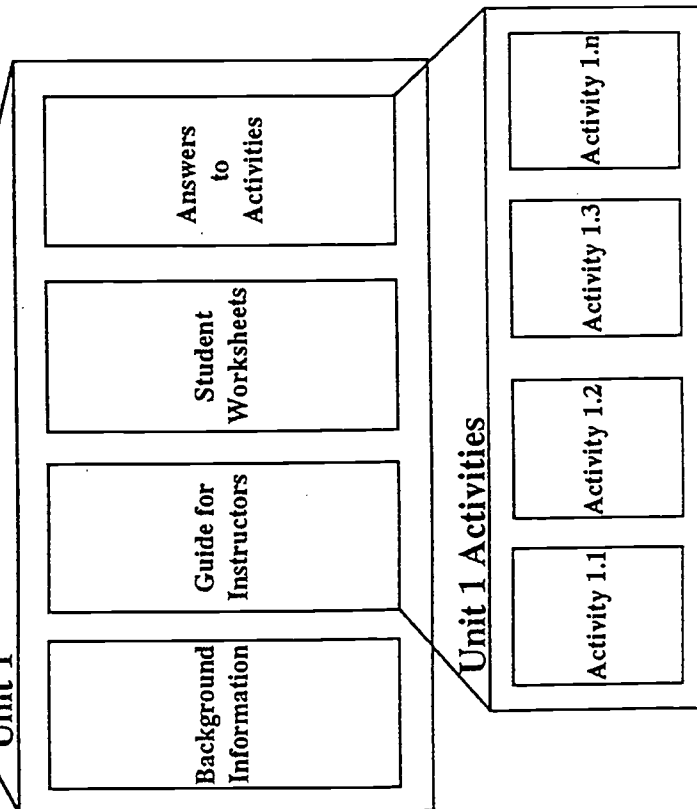 Unit 1
Background
Information
Guide for
Instructors
Student
Worksheets
Answers
to
Activities
Unit 1 Activities
Activity 1.1
Activity 1.2
Activity 1.3
Activity 1.n